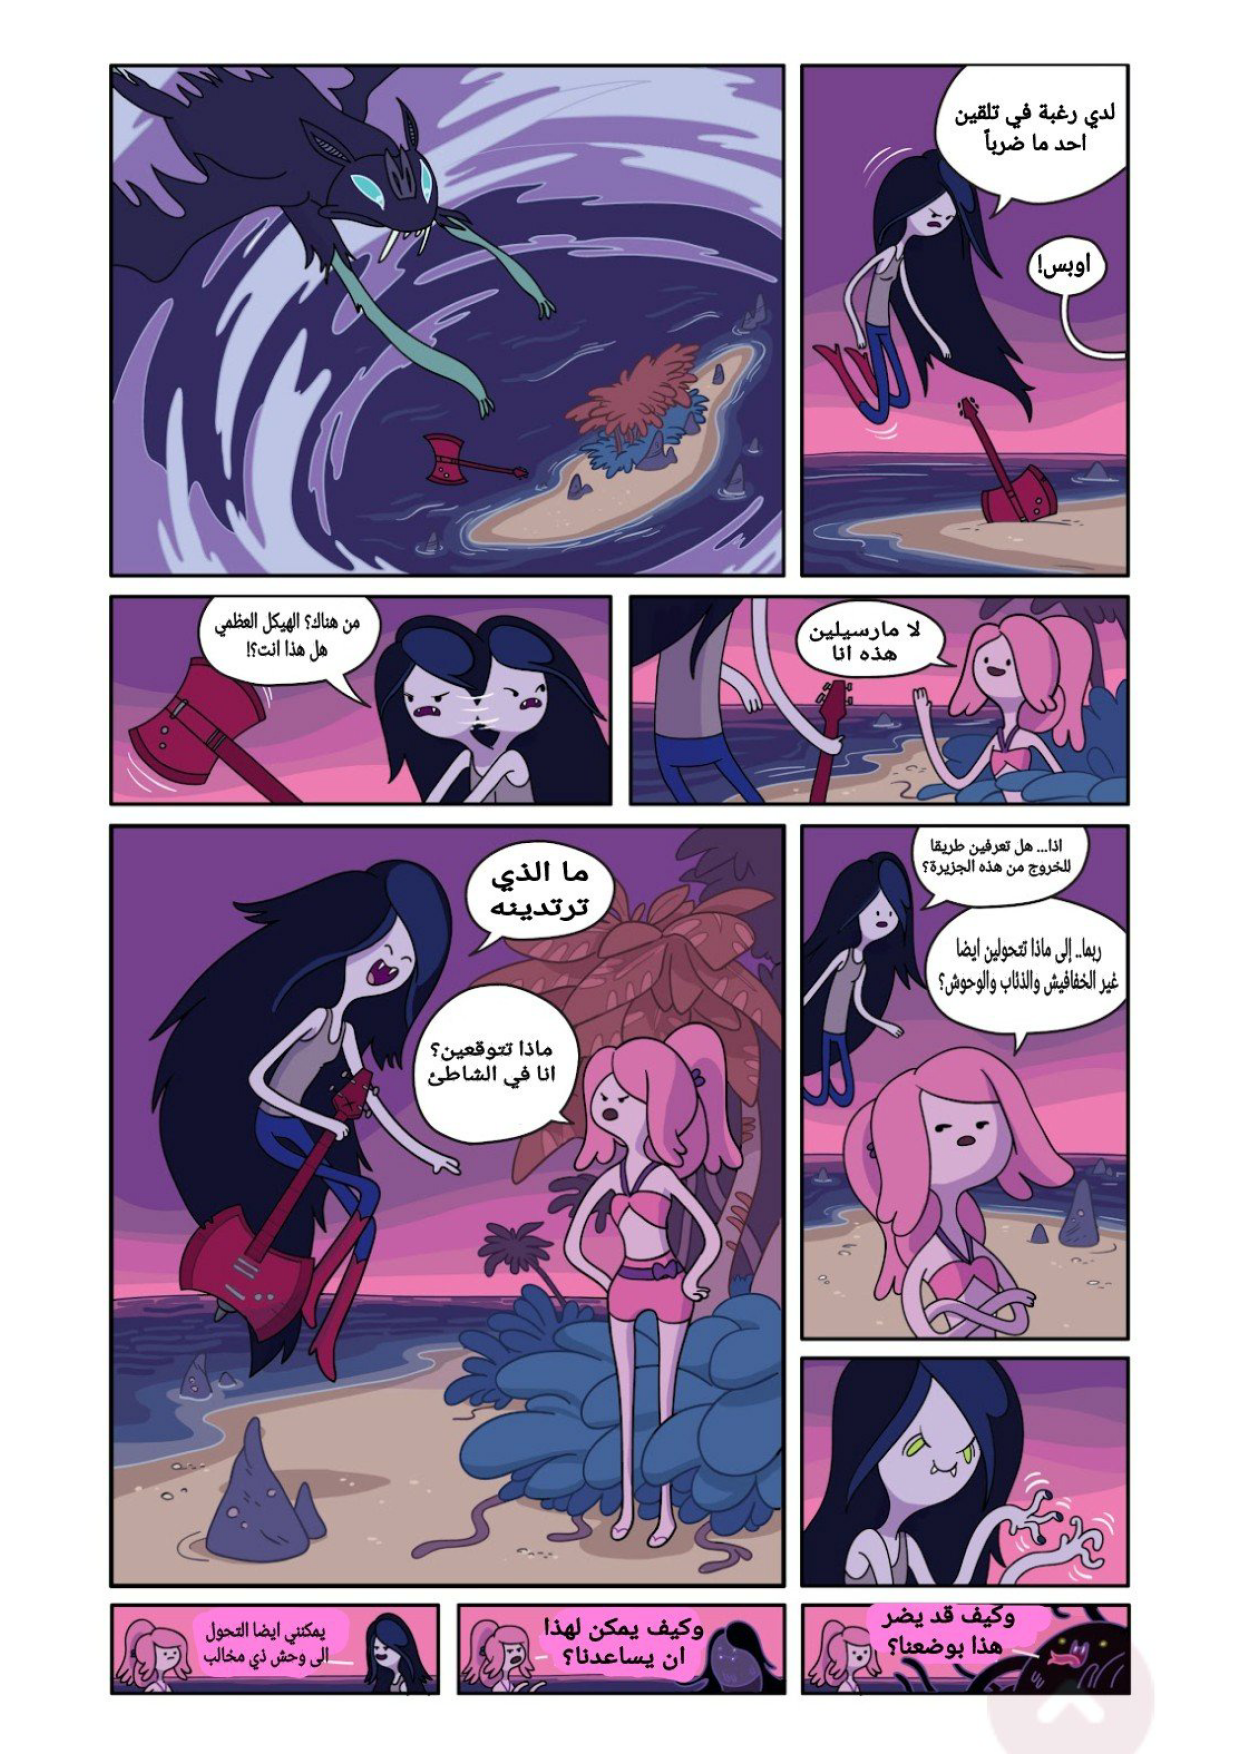 لدي رغبة في تلقين
احد ما ضرباً
اوبس!
من هناك؟ الهيكل العظمي
هل هذا انت؟!
لا مارسيلين
هذه انا
ما الذي
ترتدينه
ماذا تتوقعين؟
انا في الشاطئ
اذا... هل تعرفين طريقا
للخروج من هذه الجزيرة؟
ربما.. إلى ماذا تتحولين ايضا
غير الخفافيش والذئاب والوحوش؟
يمكنني ايضا التحول
الى وحش ذي مخالب
وكيف يمكن لهذا
ان يساعدنا؟
وكيف قد يضر
هذا بوضعنا؟